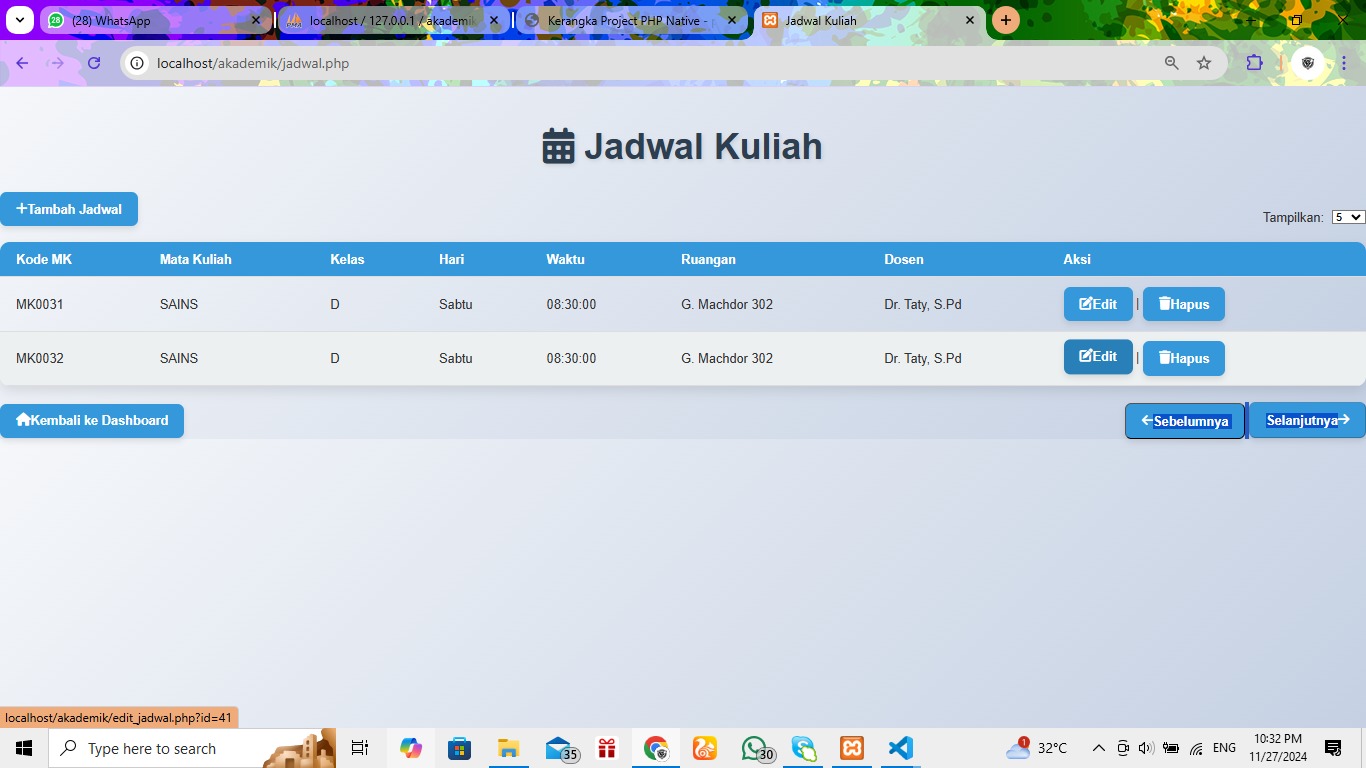 (28) WhatsApp
localhost / 127.0.0.1 / akademik
Kerangka Project PHP Native -
Jadwal Kuliah
localhost/akademik/jadwal.php
Jadwal Kuliah
Tambah Jadwal
Tampilkan: 5
Kode MK Mata Kuliah Kelas Hari Waktu Ruangan Dosen Aksi
MK0031 SAINS D Sabtu 08:30:00 G. Machdor 302 Dr. Taty, S.Pd Edit | Hapus
MK0032 SAINS D Sabtu 08:30:00 G. Machdor 302 Dr. Taty, S.Pd Edit | Hapus
Kembali ke Dashboard Sebelumnya Selanjutnya
localhost/akademik/edit_jadwal.php?id=41
Type here to search 35 30 1 32°C ENG 10:32 PM
11/27/2024